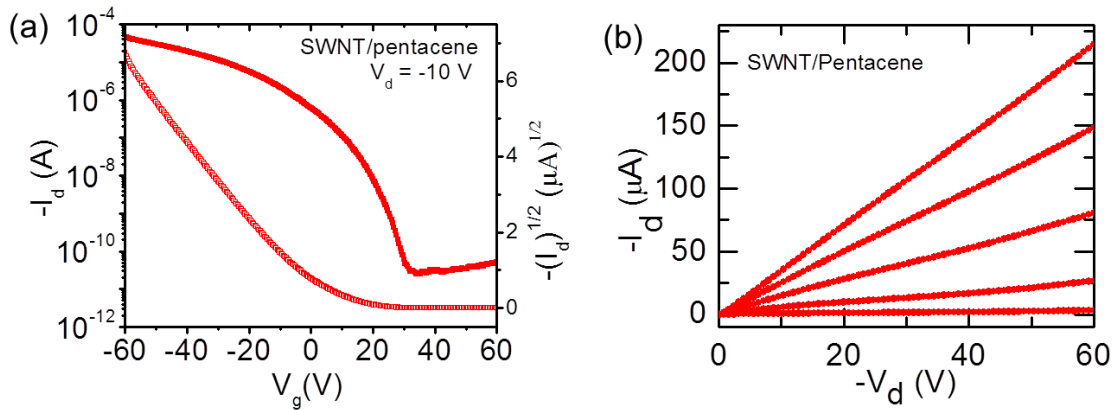 (a)
SWNT/pentacene
V_d = -10 V
10^-4
10^-6
10^-8
10^-10
10^-12
-I_d (A)
6
4
2
0
-(I_d)^1/2 (μA)^1/2
-60 -40 -20 0 20 40 60
V_g(V)
(b)
SWNT/Pentacene
200
150
100
50
0
-I_d (μA)
0 20 40 60
-V_d (V)